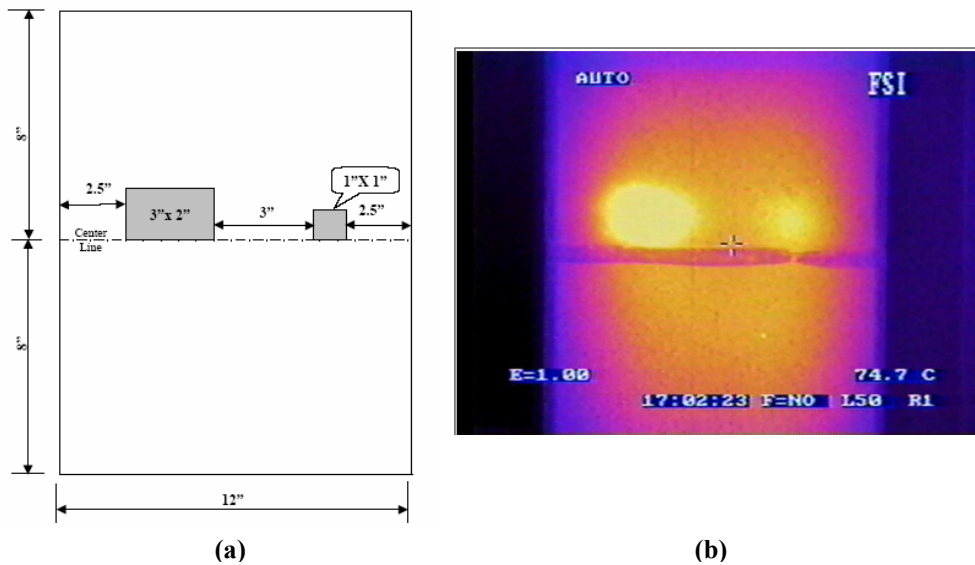 8”
2.5”
3”x 2”
3”
1”X 1”
2.5”
Center
Line
8”
12”
(a)
AUTO
FSI
E=1.00
74.7 C
17:02:23 F=NO L50 R1
(b)